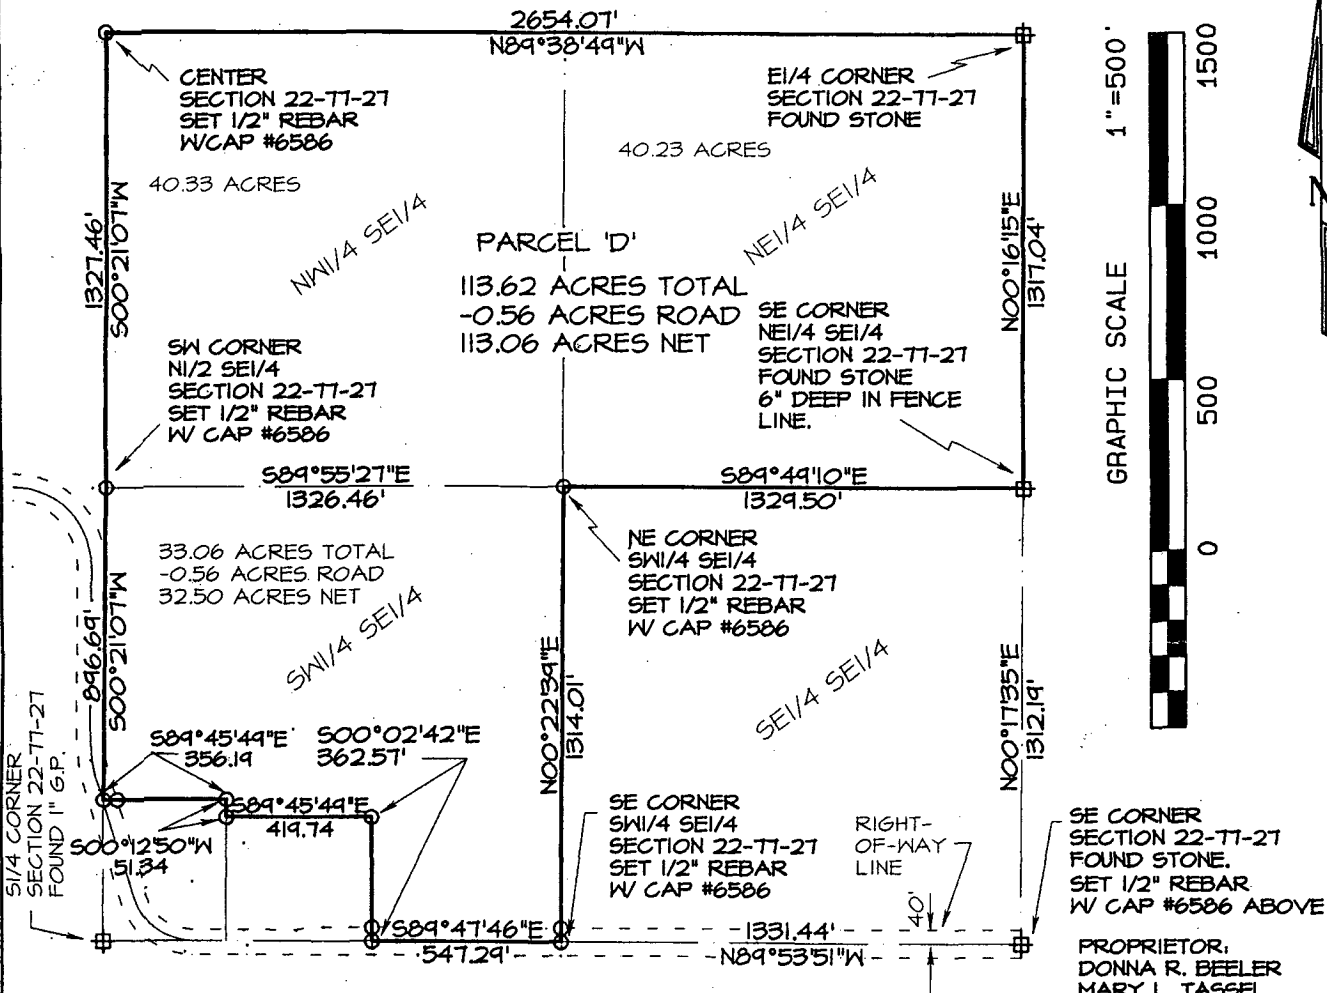 2654.07'
N89°38'49"W
CENTER
SECTION 22-77-27
SET 1/2" REBAR
W/CAP #6586
E1/4 CORNER
SECTION 22-77-27
FOUND STONE
1"=500'
1500
1000
500
0
GRAPHIC SCALE
N
40.33 ACRES
40.23 ACRES
NW1/4 SE1/4
NE1/4 SE1/4
1327.46'
S00°21'07"W
N00°16'15"E
1317.04'
PARCEL 'D'
113.62 ACRES TOTAL
-0.56 ACRES ROAD
113.06 ACRES NET
SE CORNER
NE1/4 SE1/4
SECTION 22-77-27
FOUND STONE
6" DEEP IN FENCE
LINE.
SW CORNER
N1/2 SE1/4
SECTION 22-77-27
SET 1/2" REBAR
W/ CAP #6586
S89°55'27"E
1326.46'
S89°49'10"E
1329.50'
33.06 ACRES TOTAL
-0.56 ACRES ROAD
32.50 ACRES NET
NE CORNER
SW1/4 SE1/4
SECTION 22-77-27
SET 1/2" REBAR
W/ CAP #6586
SW1/4 SE1/4
SE1/4 SE1/4
896.69'
S00°21'07"W
N00°22'39"E
1314.01'
N00°17'35"E
1312.19'
S1/4 CORNER
SECTION 22-77-27
FOUND 1" G.P.
S89°45'49"E
356.19
S00°02'42"E
362.57'
S89°45'49"E
419.74
S00°12'50"W
51.34
SE CORNER
SW1/4 SE1/4
SECTION 22-77-27
SET 1/2" REBAR
W/ CAP #6586
RIGHT-
OF-WAY
LINE
40'
SE CORNER
SECTION 22-77-27
FOUND STONE.
SET 1/2" REBAR
W/ CAP #6586 ABOVE
S89°47'46"E
547.29'
1331.44'
N89°53'51"W
PROPRIETOR:
DONNA R. BEELER
MARY L. TASSEL